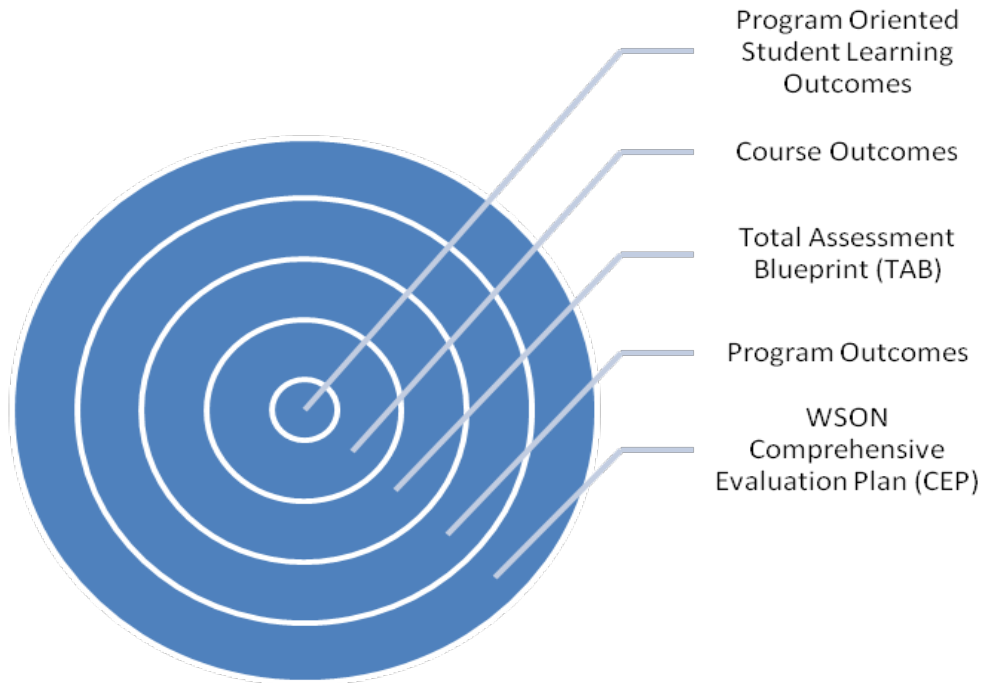 Program Oriented
Student Learning
Outcomes
Course Outcomes
Total Assessment
Blueprint (TAB)
Program Outcomes
WSON
Comprehensive
Evaluation Plan (CEP)